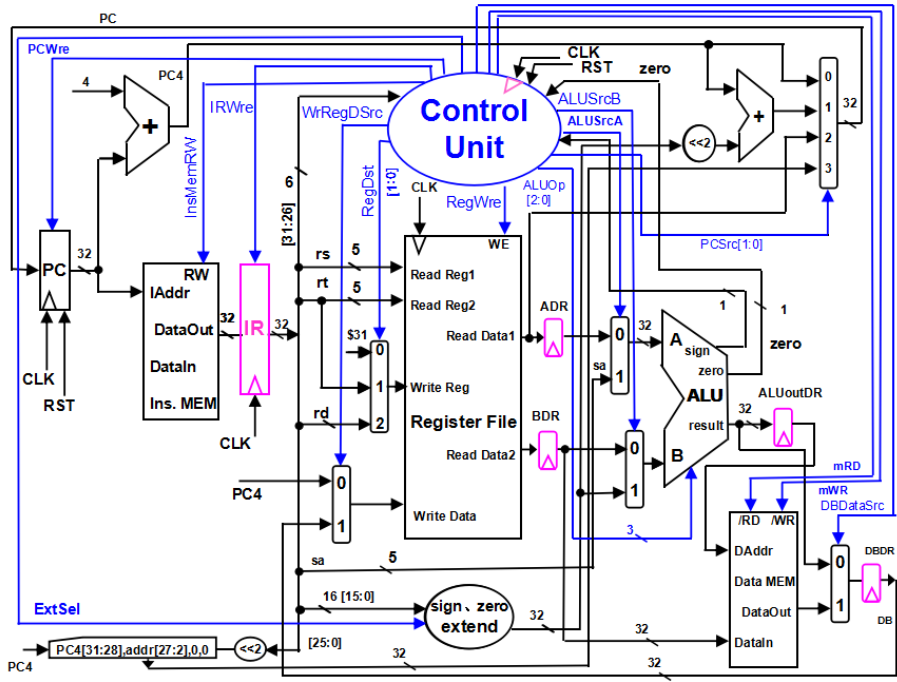 PC
CLK
RST
zero
PCWre
4
PC4
IRWre
WrRegDSrc
Control
Unit
ALUSrcB
ALUSrcA
+
+
<<2
0
1
2
3
32
InsMemRW
6
[31:26]
RegDst
[1:0]
CLK
RegWre
ALUOp
[2:0]
PCSrc[1:0]
PC
32
RW
IAddr
DataOut
DataIn
Ins. MEM
32
IR
32
CLK
RST
CLK
rs
5
rt
5
$31
0
1
2
rd
WE
Read Reg1
Read Reg2
Read Data1
Write Reg
Register File
Read Data2
Write Data
ADR
BDR
sa
0
1
32
0
1
A
sign
zero
ALU
result
B
1
1
zero
ALUoutDR
32
PC4
0
1
3
mRD
mWR
DBDataSrc
/RD
/WR
DAddr
Data MEM
DataOut
DataIn
0
1
DBDR
DB
sa
5
ExtSel
16 [15:0]
sign、zero
extend
32
32
[25:0]
PC4
PC4[31:28],addr[27:2],0,0
<<2
32
32